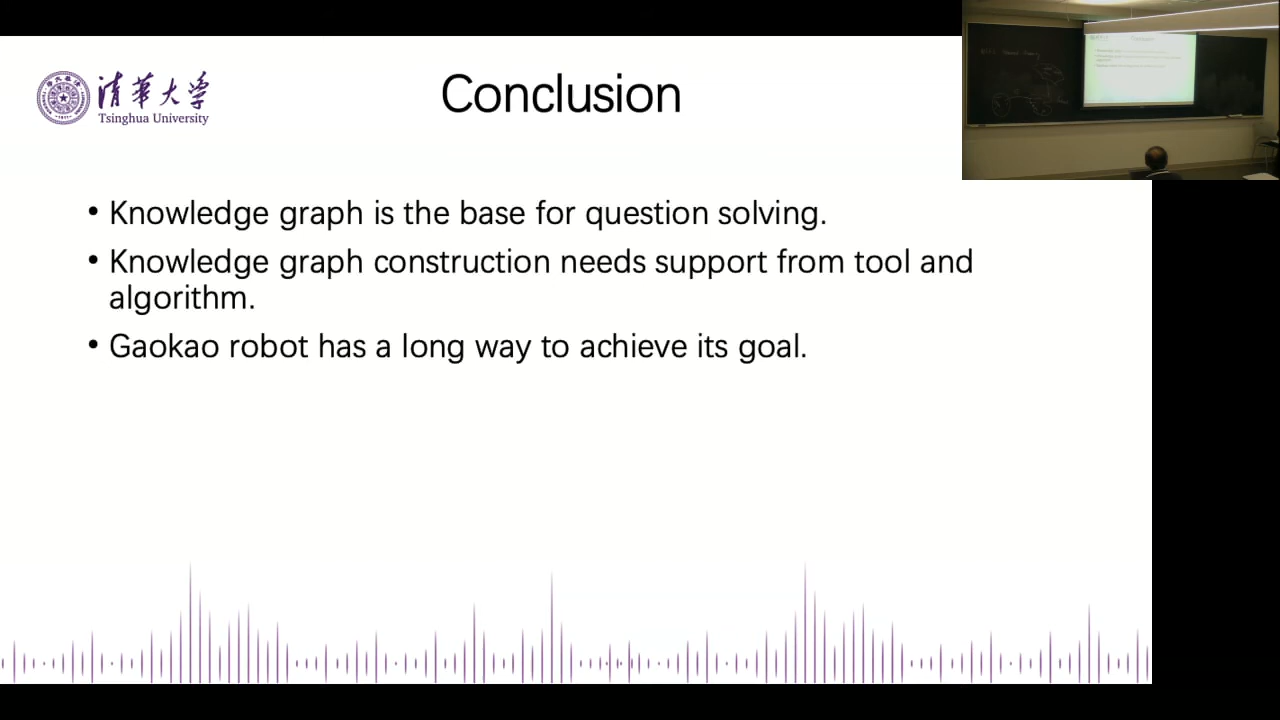 清华大学
Tsinghua University
Conclusion
• Knowledge graph is the base for question solving.
• Knowledge graph construction needs support from tool and
algorithm.
• Gaokao robot has a long way to achieve its goal.